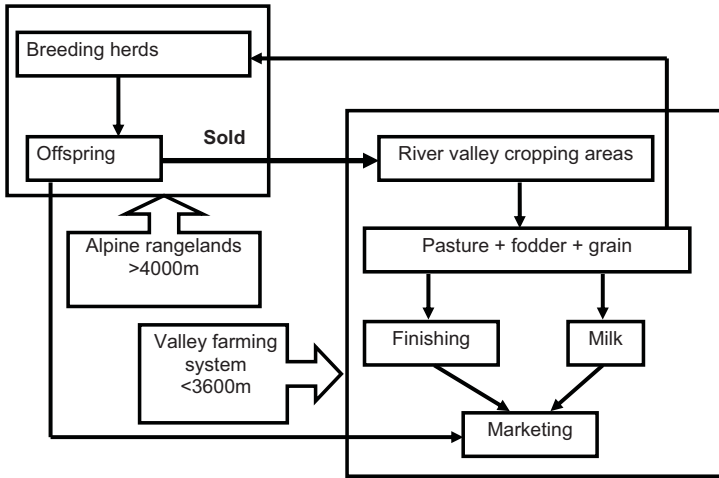 Breeding herds
Offspring
Sold
River valley cropping areas
Alpine rangelands
>4000m
Pasture + fodder + grain
Valley farming
system
<3600m
Finishing
Milk
Marketing